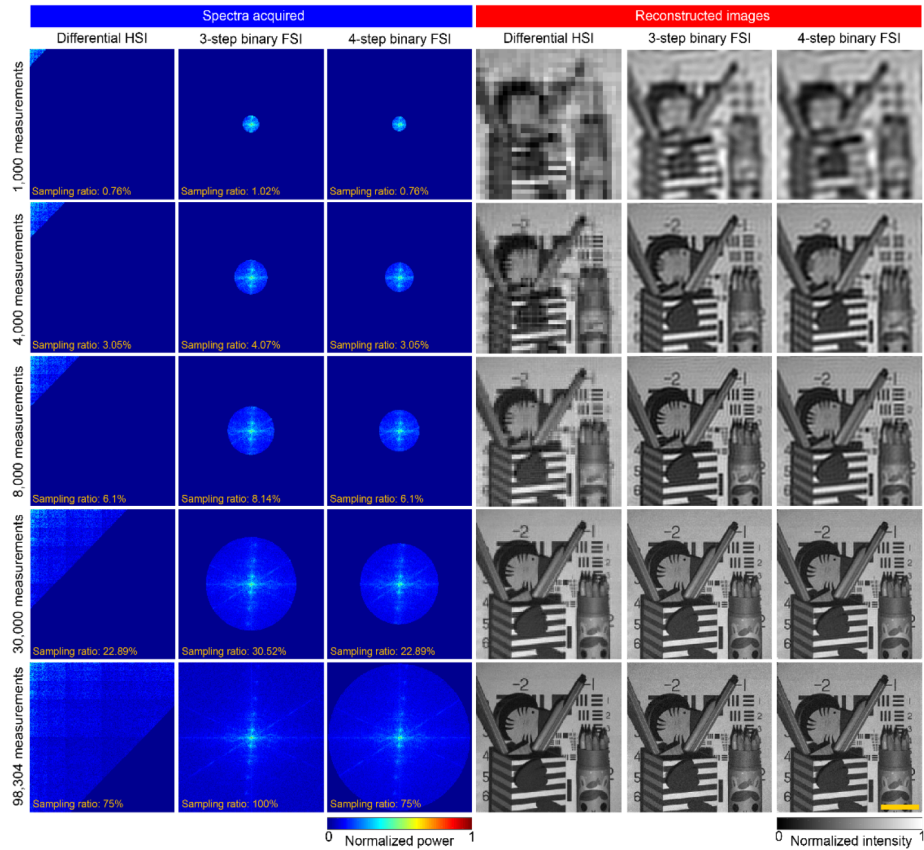 Spectra acquired
Reconstructed images
Differential HSI 3-step binary FSI 4-step binary FSI Differential HSI 3-step binary FSI 4-step binary FSI
1,000 measurements
Sampling ratio: 0.76% Sampling ratio: 1.02% Sampling ratio: 0.76%
4,000 measurements
Sampling ratio: 3.05% Sampling ratio: 4.07% Sampling ratio: 3.05%
8,000 measurements
Sampling ratio: 6.1% Sampling ratio: 8.14% Sampling ratio: 6.1%
30,000 measurements
Sampling ratio: 22.89% Sampling ratio: 30.52% Sampling ratio: 22.89%
98,304 measurements
Sampling ratio: 75% Sampling ratio: 100% Sampling ratio: 75%
0 Normalized power 1
0 Normalized intensity 1